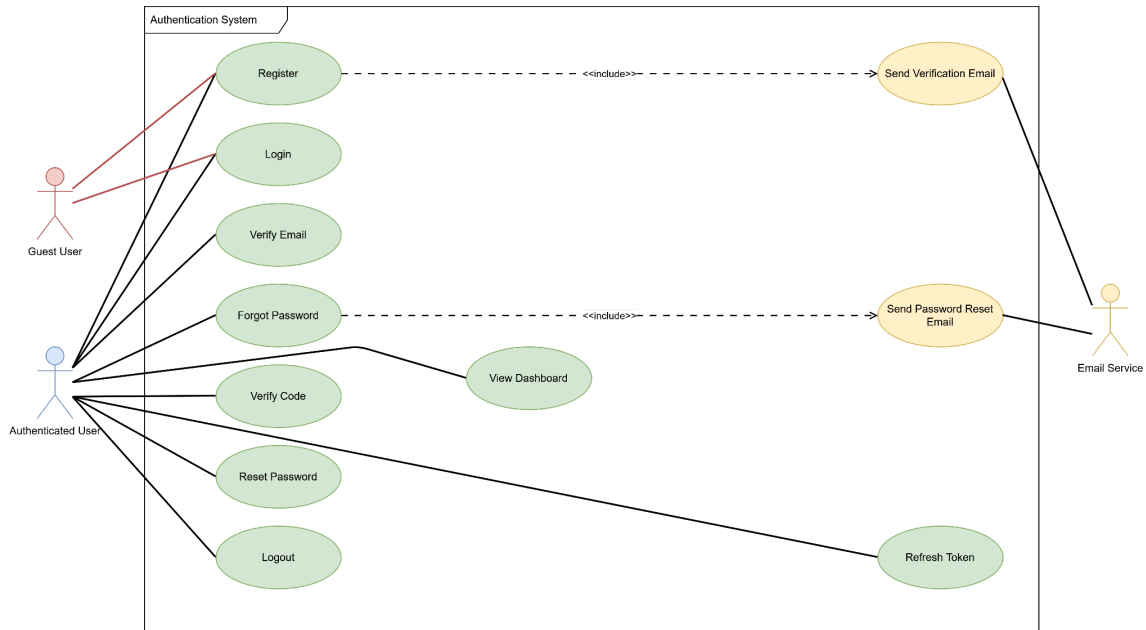 Authentication System
Register
<<include>>
Send Verification Email
Login
Guest User
Verify Email
Forgot Password
<<include>>
Send Password Reset
Email
Email Service
View Dashboard
Verify Code
Authenticated User
Reset Password
Logout
Refresh Token